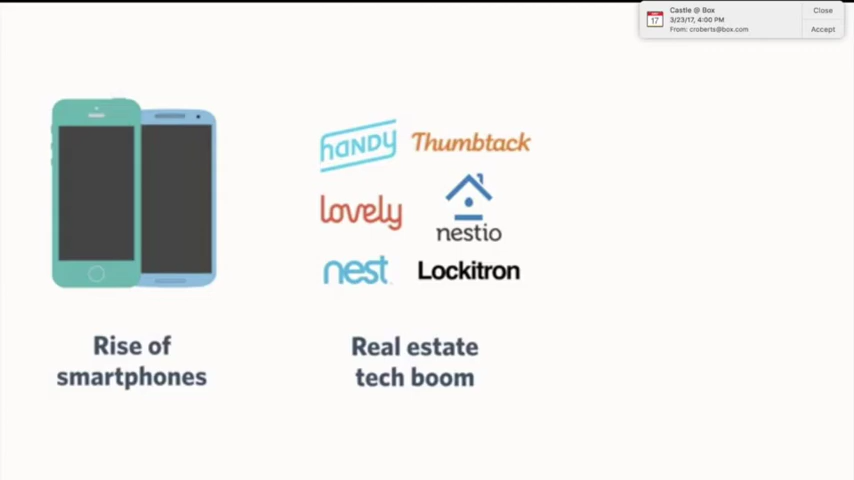 Castle @ Box
3/23/17, 4:00 PM
From: croberts@box.com
Close
Accept
17
HANDY
Thumbtack
lovely
nestio
nest
Lockitron
Rise of
smartphones
Real estate
tech boom